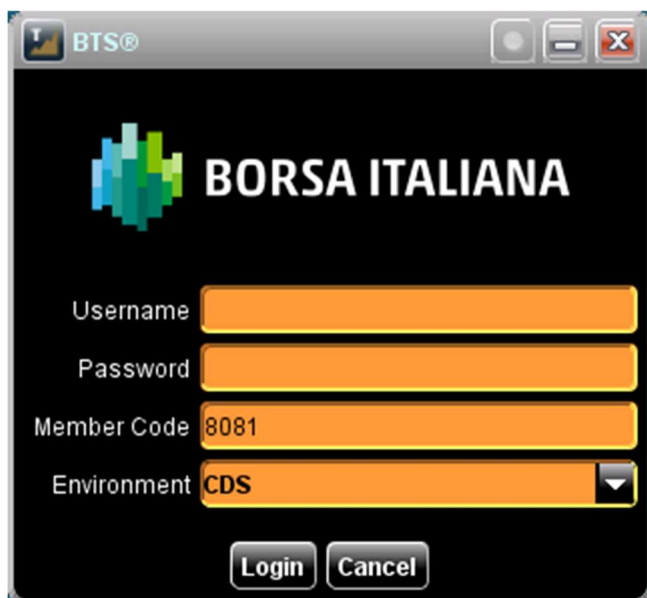 BTS®
BORSA ITALIANA
Username
Password
Member Code 8081
Environment CDS
Login Cancel